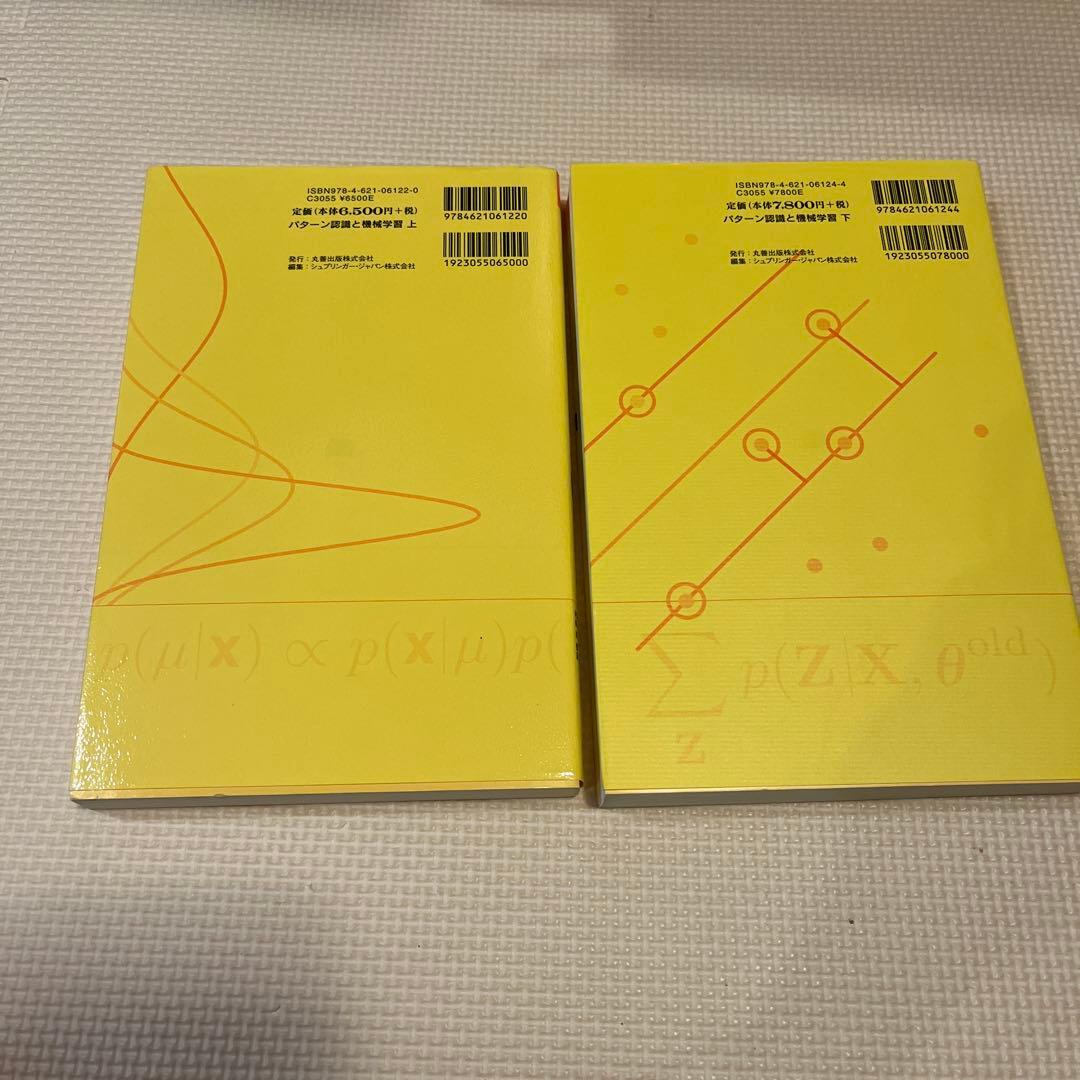 ISBN978-4-621-06122-0
C3055 ¥6500E
定価(本体6,500円+税)
パターン認識と機械学習 上
発行:丸善出版株式会社
編集:シュプリンガー・ジャパン株式会社
9784621061220
1923055065000
p(μ|x) ∝ p(x|μ)p(
ISBN978-4-621-06124-4
C3055 ¥7800E
定価(本体7,800円+税)
パターン認識と機械学習 下
発行:丸善出版株式会社
編集:シュプリンガー・ジャパン株式会社
9784621061244
1923055078000
∑ p(Z|X, θold)
Z